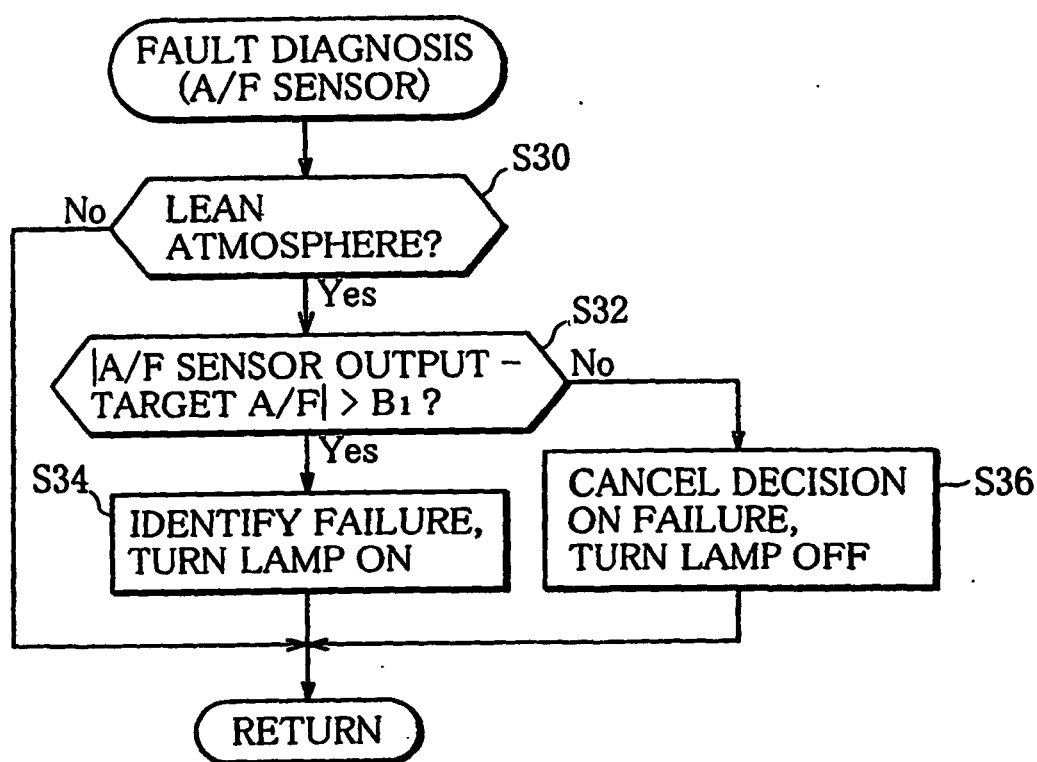 FAULT DIAGNOSIS
(A/F SENSOR)
S30
No
LEAN
ATMOSPHERE?
Yes
S32
|A/F SENSOR OUTPUT –
TARGET A/F| > B1 ?
No
Yes
S34
IDENTIFY FAILURE,
TURN LAMP ON
CANCEL DECISION
ON FAILURE,
TURN LAMP OFF
S36
RETURN